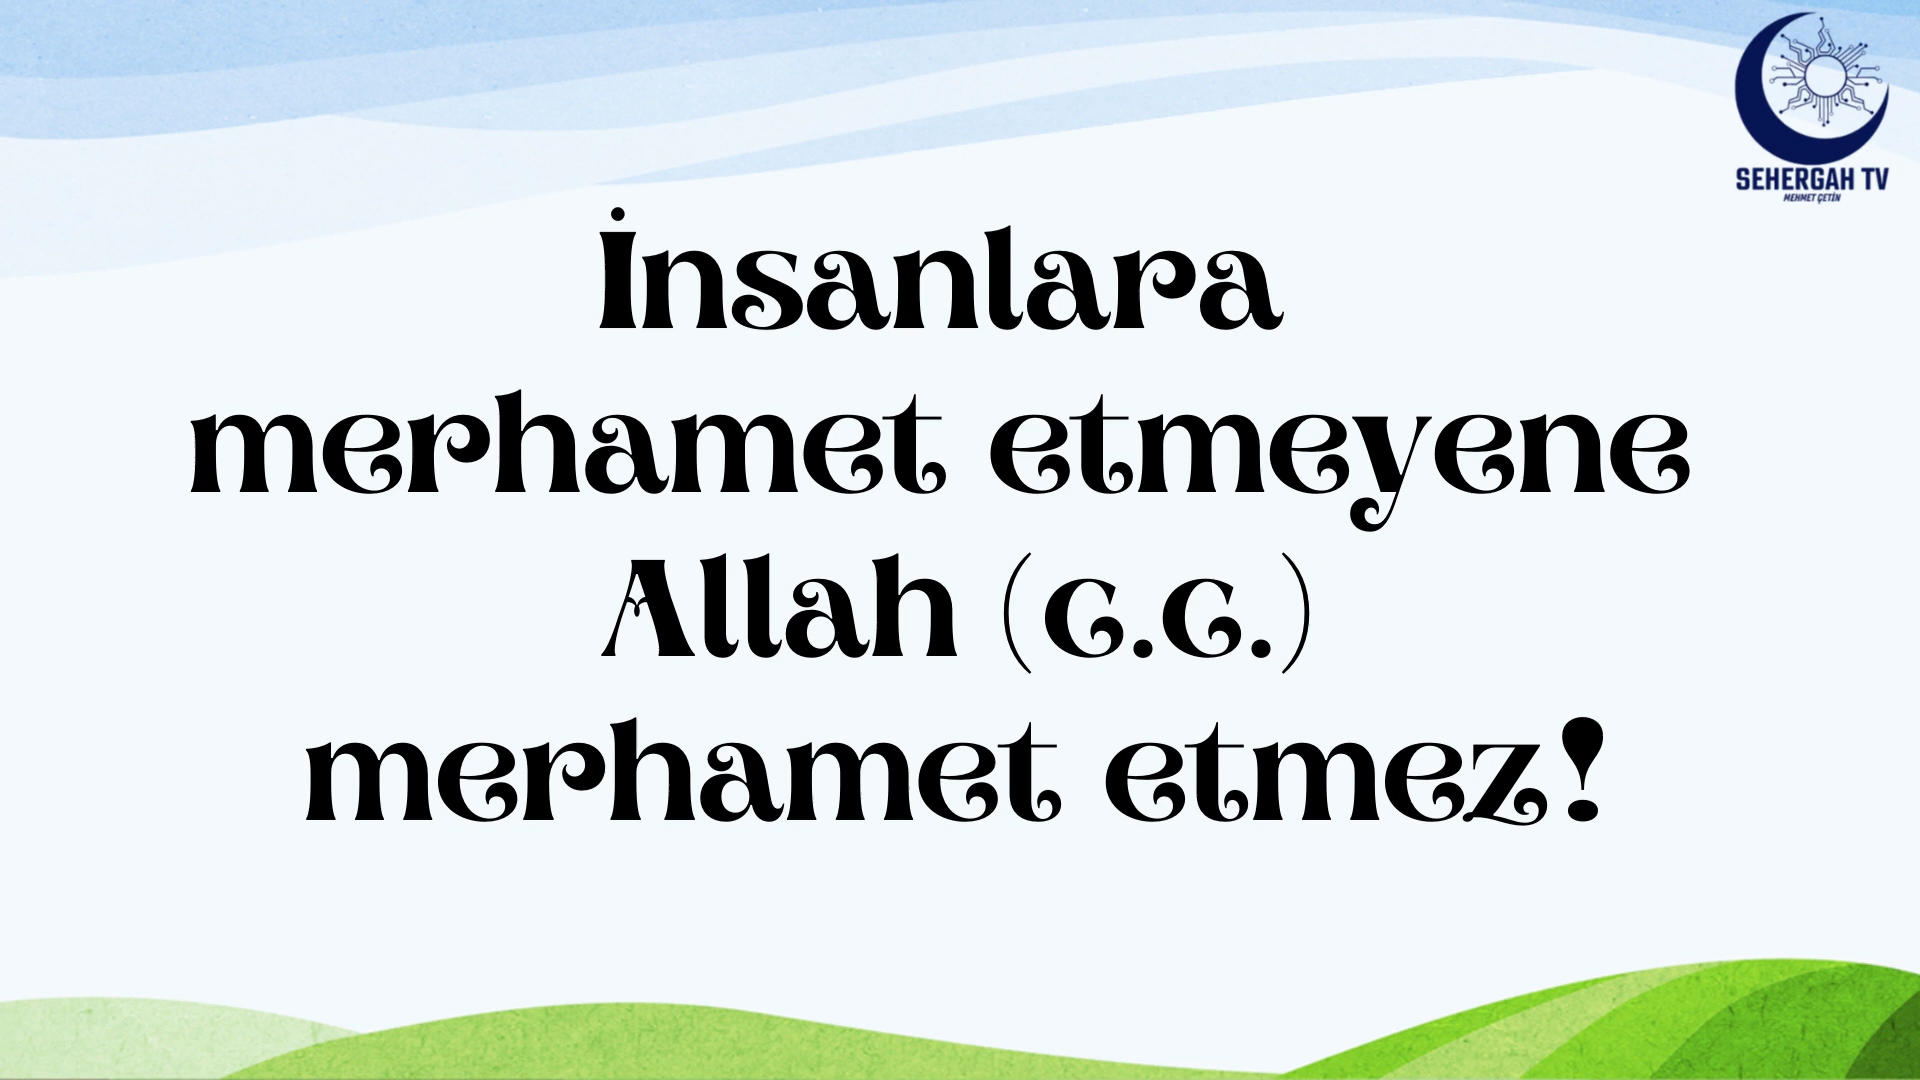 SEHERGAH TV
MEHMET ÇETİN
İnsanlara
merhamet etmeyene
Allah (c.c.)
merhamet etmez!